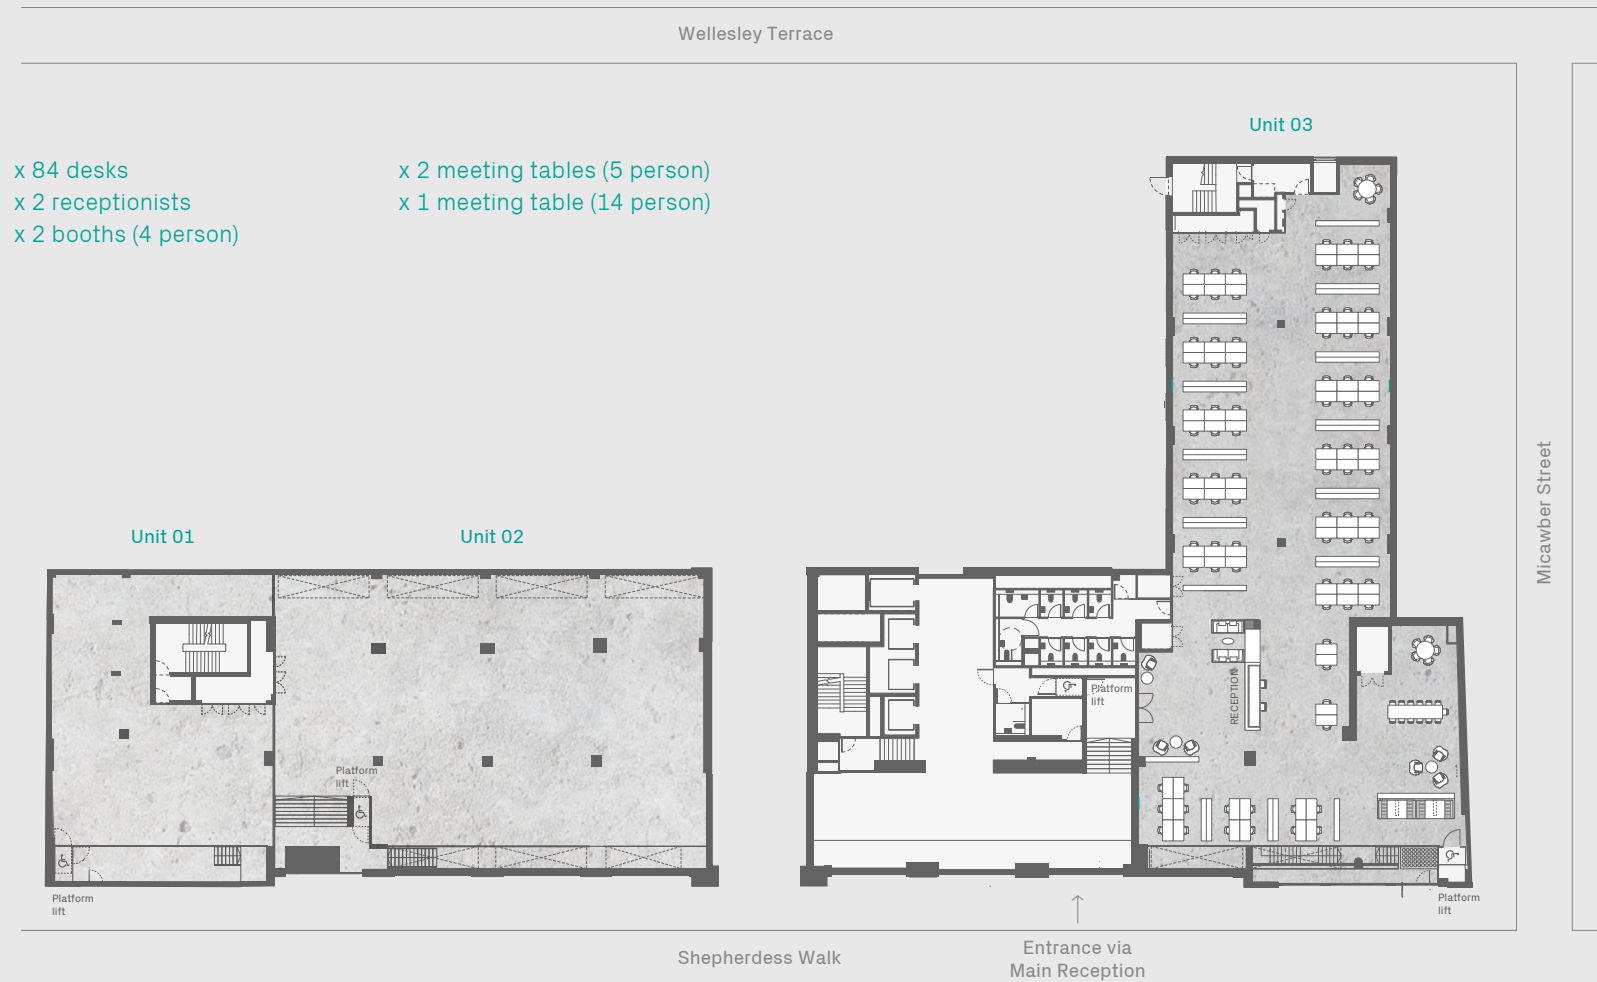 Wellesley Terrace
Unit 03
x 84 desks
x 2 receptionists
x 2 booths (4 person)
x 2 meeting tables (5 person)
x 1 meeting table (14 person)
Micawber Street
Unit 01
Unit 02
RECEPTION
Platform
lift
Platform
lift
Platform
lift
Platform
lift
Shepherdess Walk
Entrance via
Main Reception